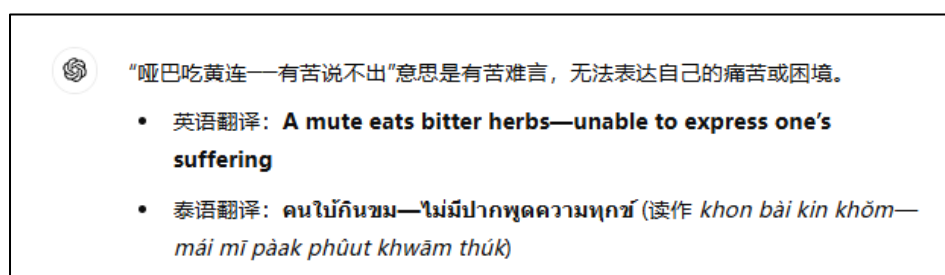 “哑巴吃黄连——有苦说不出”意思是有苦难言，无法表达自己的痛苦或困境。
• 英语翻译：A mute eats bitter herbs—unable to express one’s
suffering
• 泰语翻译：คนใบ้กินขม—ไม่มีปากพูดความทุกข์ (读作 khon bài kin khǒm—
mái mī pàak phûut khwām thúk)